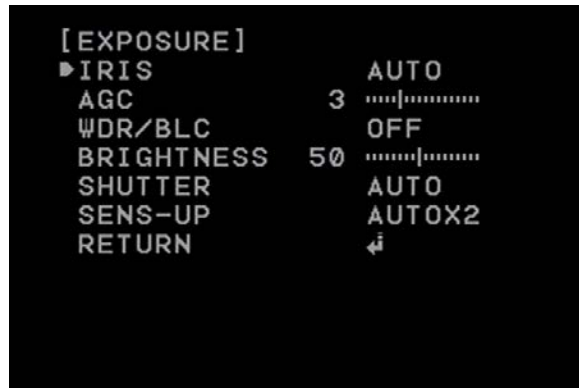 [EXPOSURE]
IRIS AUTO
AGC 3
WDR/BLC OFF
BRIGHTNESS 50
SHUTTER AUTO
SENS-UP AUTOX2
RETURN